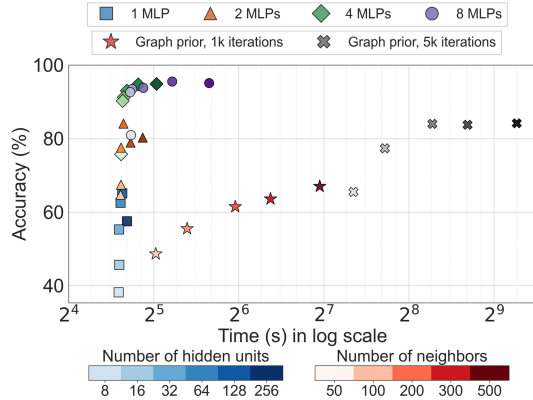 1 MLP 2 MLPs 4 MLPs 8 MLPs
Graph prior, 1k iterations Graph prior, 5k iterations
100
80
60
40
Accuracy (%)
2^4 2^5 2^6 2^7 2^8 2^9
Time (s) in log scale
Number of hidden units Number of neighbors
8 16 32 64 128 256 50 100 200 300 500